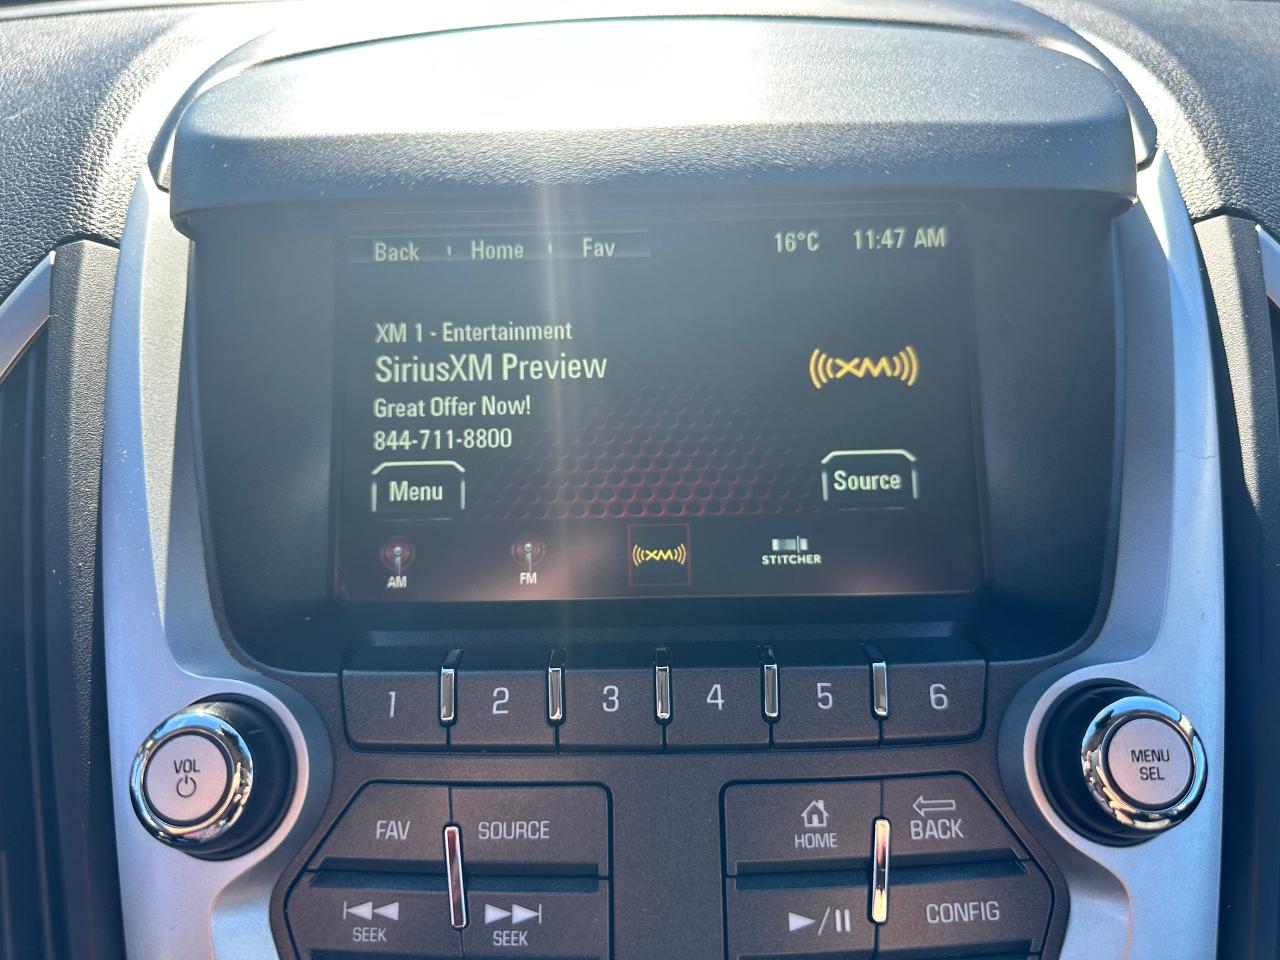 Back Home Fav 16°C 11:47 AM
XM 1 - Entertainment
SiriusXM Preview
((XM))
Great Offer Now!
844-711-8800
Menu Source
AM FM ((XM)) STITCHER
1 2 3 4 5 6
VOL
MENU
SEL
FAV SOURCE
HOME BACK
SEEK SEEK
CONFIG